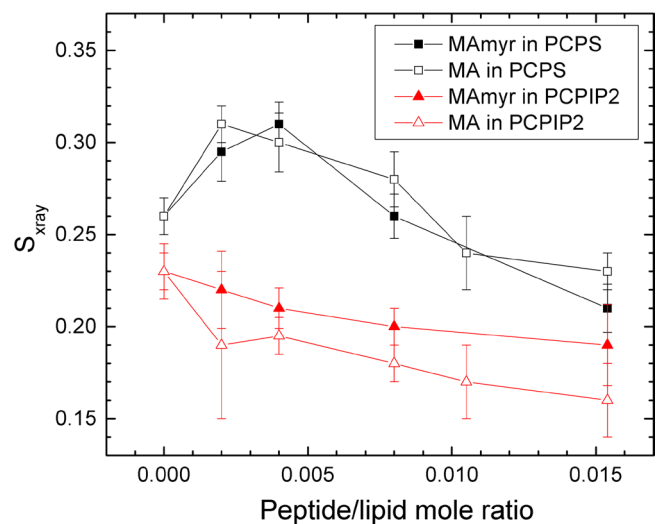 0.35
0.30
0.25
0.20
0.15
S_xray
MAmyr in PCPS
MA in PCPS
MAmyr in PCPIP2
MA in PCPIP2
0.000 0.005 0.010 0.015
Peptide/lipid mole ratio